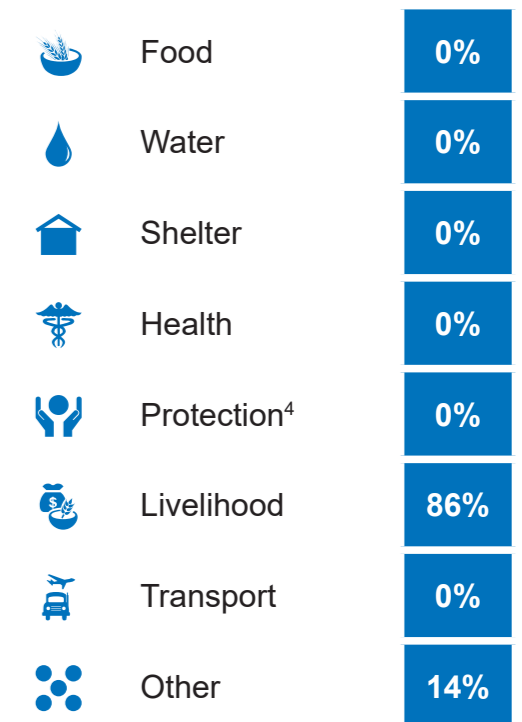 Food 0%
Water 0%
Shelter 0%
Health 0%
Protection⁴ 0%
$ Livelihood 86%
Transport 0%
Other 14%